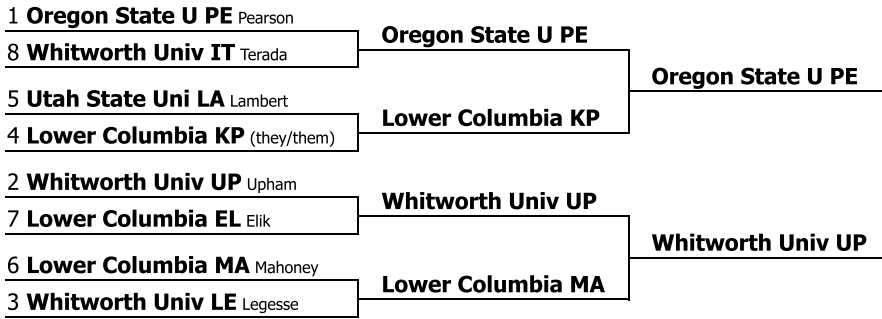 1 Oregon State U PE Pearson
8 Whitworth Univ IT Terada
5 Utah State Uni LA Lambert
4 Lower Columbia KP (they/them)
2 Whitworth Univ UP Upham
7 Lower Columbia EL Elik
6 Lower Columbia MA Mahoney
3 Whitworth Univ LE Legesse
Oregon State U PE
Lower Columbia KP
Whitworth Univ UP
Lower Columbia MA
Oregon State U PE
Whitworth Univ UP